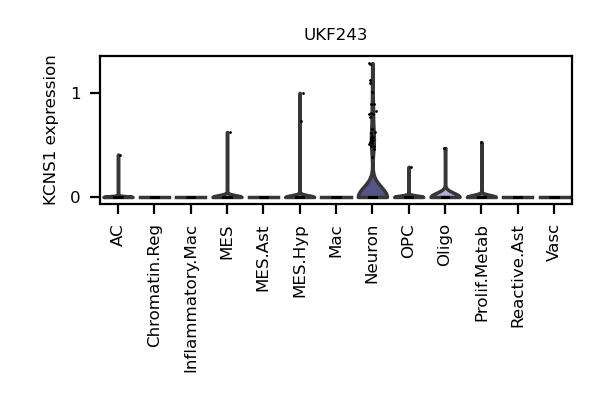 UKF243
KCNS1 expression
1
0
AC
Chromatin.Reg
Inflammatory.Mac
MES
MES.Ast
MES.Hyp
Mac
Neuron
OPC
Oligo
Prolif.Metab
Reactive.Ast
Vasc